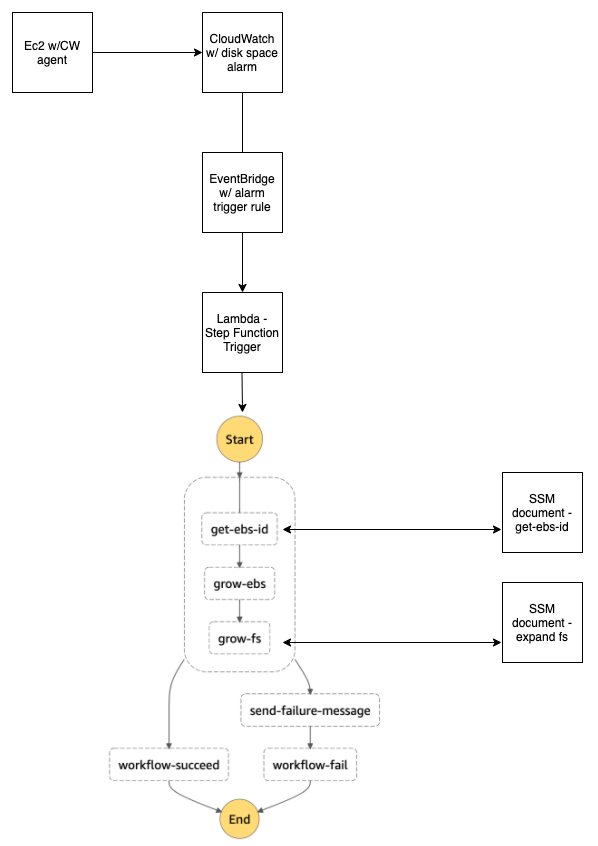 Ec2 w/CW
agent
CloudWatch
w/ disk space
alarm
EventBridge
w/ alarm
trigger rule
Lambda -
Step Function
Trigger
Start
get-ebs-id
SSM
document -
get-ebs-id
grow-ebs
grow-fs
SSM
document -
expand fs
send-failure-message
workflow-succeed
workflow-fail
End